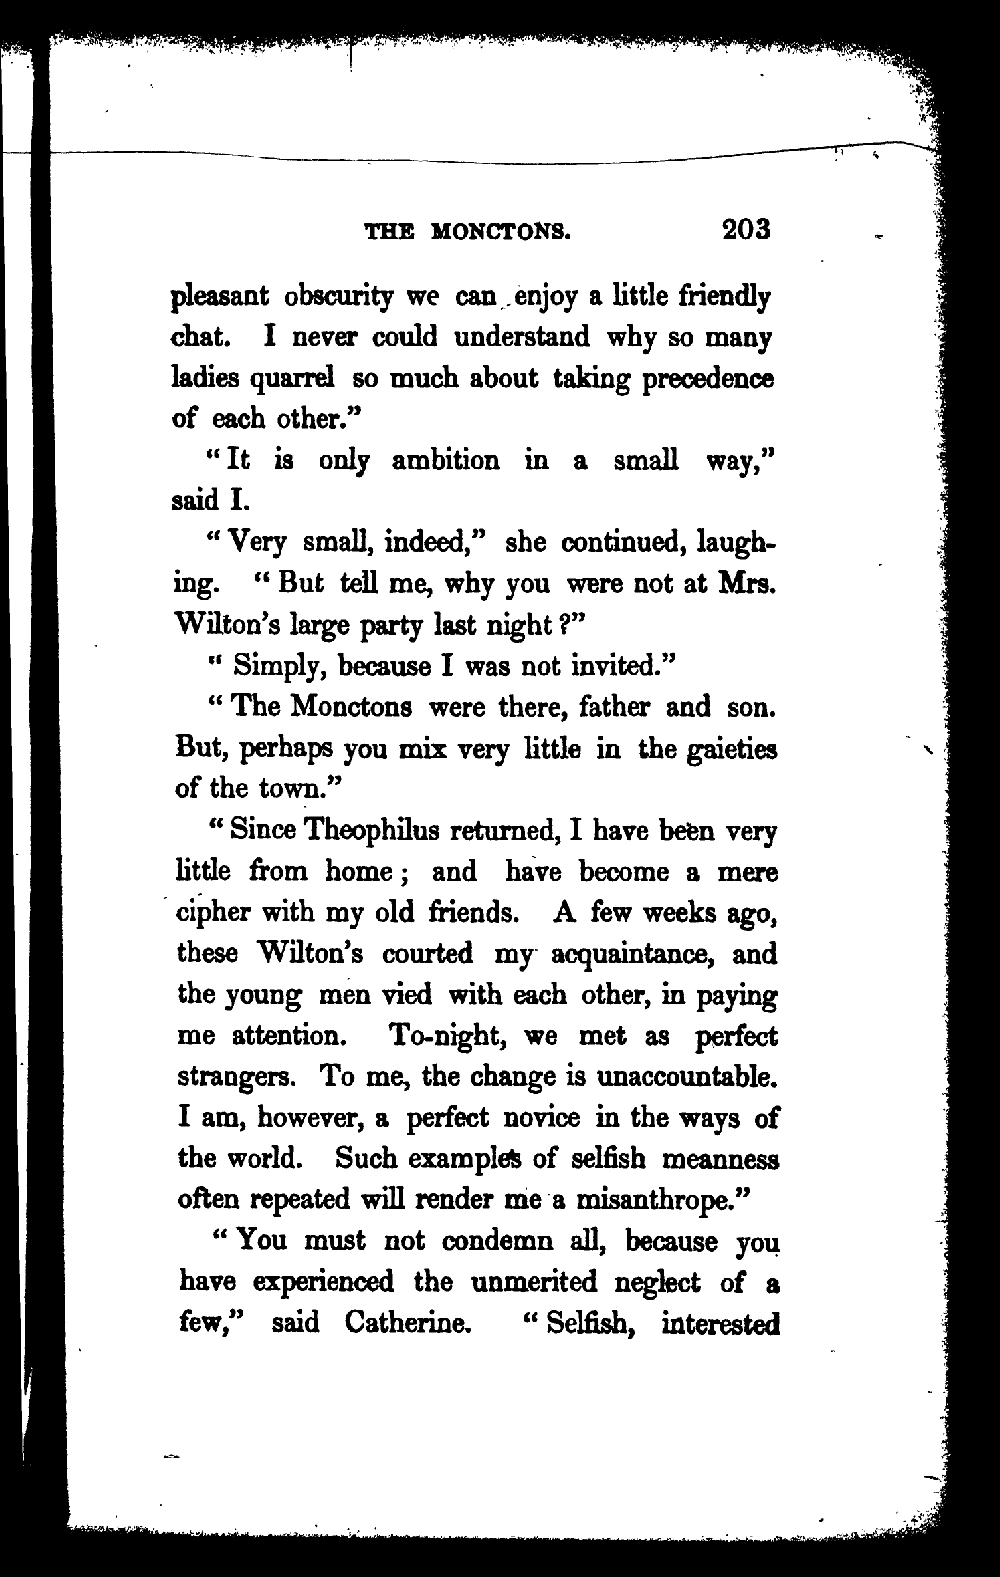 THE MONCTONS. 203
pleasant obscurity we can enjoy a little friendly
chat. I never could understand why so many
ladies quarrel so much about taking precedence
of each other.”
“It is only ambition in a small way,”
said I.
“Very small, indeed,” she continued, laugh-
ing. “But tell me, why you were not at Mrs.
Wilton’s large party last night?”
“Simply, because I was not invited.”
“The Monctons were there, father and son.
But, perhaps you mix very little in the gaieties
of the town.”
“Since Theophilus returned, I have been very
little from home; and have become a mere
cipher with my old friends. A few weeks ago,
these Wilton’s courted my acquaintance, and
the young men vied with each other, in paying
me attention. To-night, we met as perfect
strangers. To me, the change is unaccountable.
I am, however, a perfect novice in the ways of
the world. Such examples of selfish meanness
often repeated will render me a misanthrope.”
“You must not condemn all, because you
have experienced the unmerited neglect of a
few,” said Catherine. “Selfish, interested